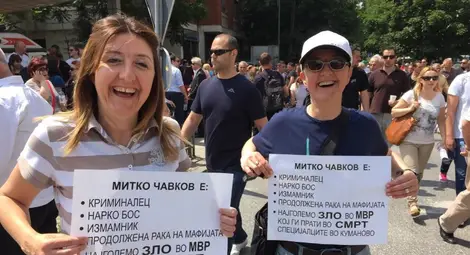 МИТКО ЧАВКОВ Е:
• КРИМИНАЛЕЦ
• НАРКО БОС
• ИЗМАМНИК
• ПРОДОЛЖЕНА РАКА НА МАФИЈАТА
• НАЈГОЛЕМО ЗЛО ВО МВР
МИТКО ЧАВКОВ Е:
• КРИМИНАЛЕЦ
• НАРКО БОС
• ИЗМАМНИК
• ПРОДОЛЖЕНА РАКА НА МАФИЈАТА
• НАЈГОЛЕМО ЗЛО ВО МВР
КОЈ ГИ ПРАТИ ВО СМРТ
СПЕЦИЈАЛЦИТЕ ВО КУМАНОВО